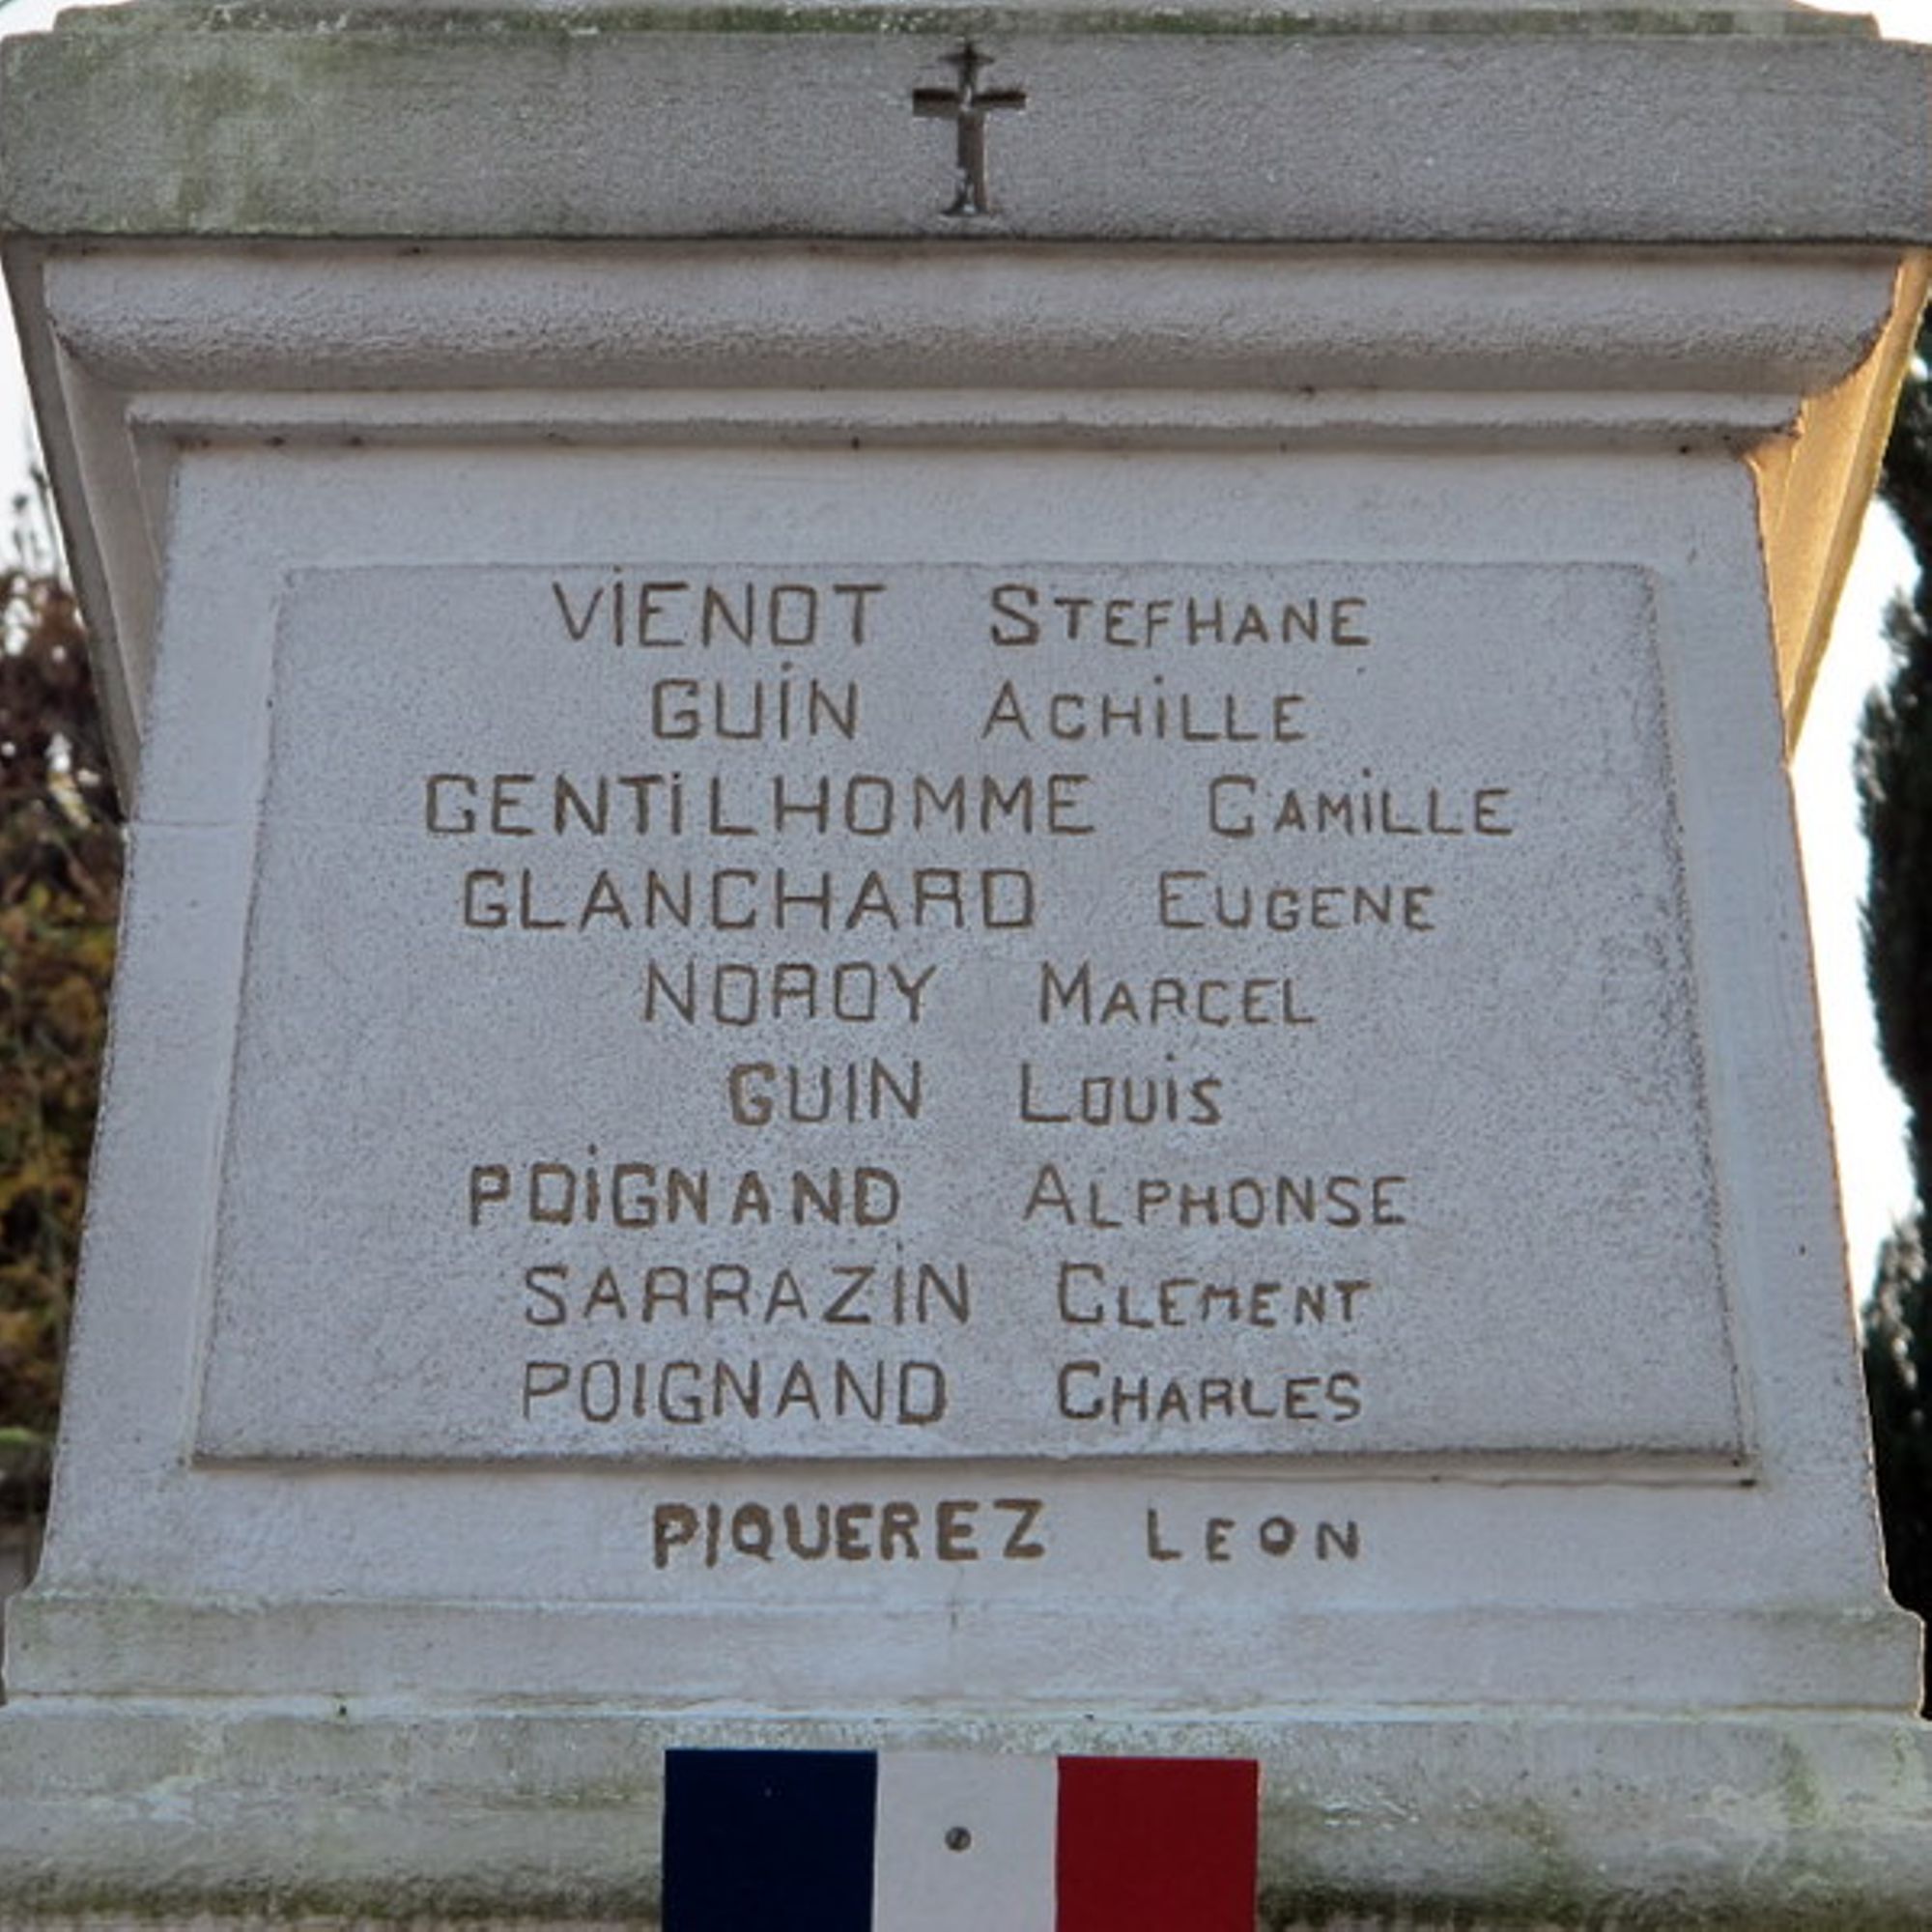 VIENOT STEFHANE
GUIN ACHILLE
GENTILHOMME CAMILLE
GLANCHARD EUGENE
NOROY MARCEL
GUIN LOUIS
POIGNAND ALPHONSE
SARRAZIN CLEMENT
POIGNAND CHARLES
PIQUEREZ LEON